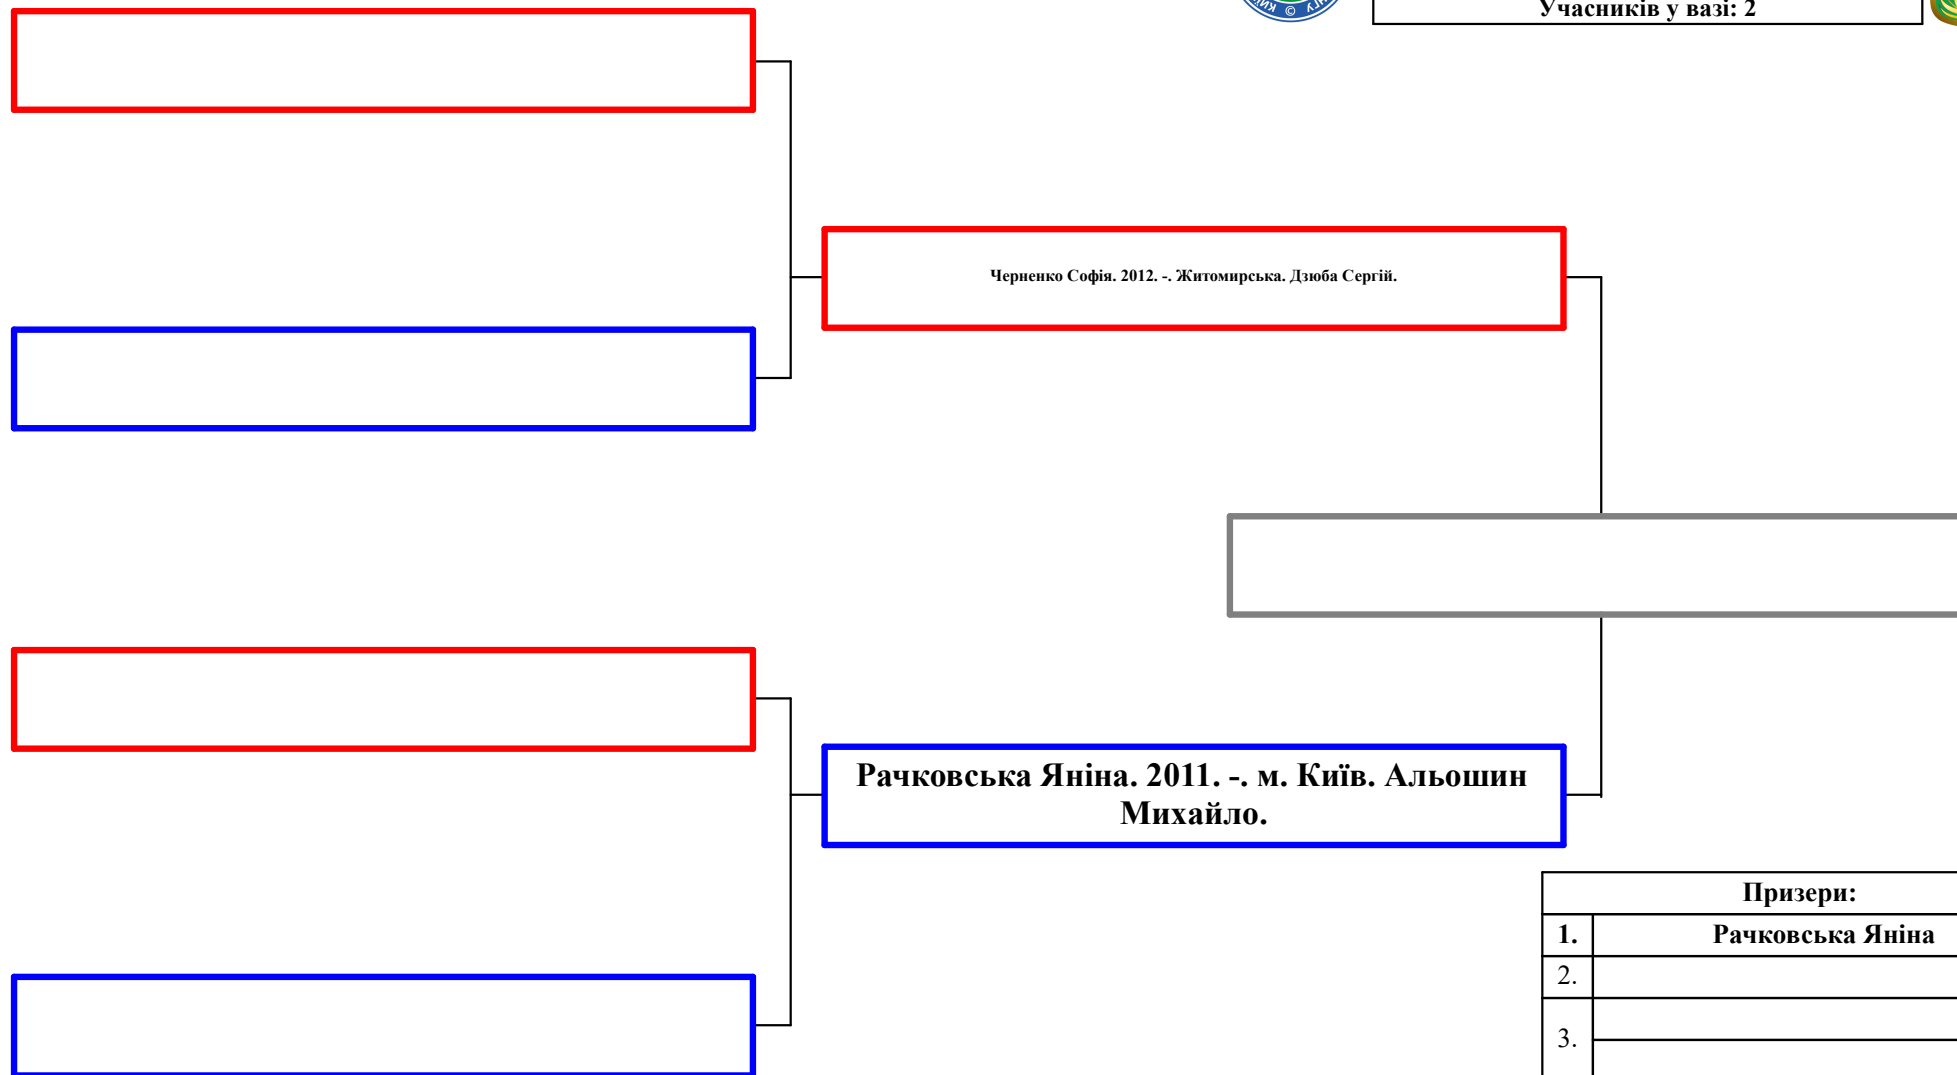 Учасників у вазі: 2
Черненко Софія. 2012. -. Житомирська. Дзюба Сергій.
Рачковська Яніна. 2011. -. м. Київ. Альошин
Михайло.
Призери:
1. Рачковська Яніна
2.
3.